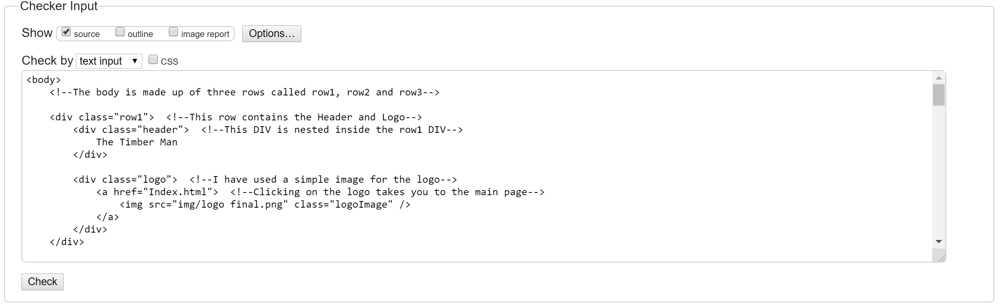 Checker Input
Show source outline image report Options...
Check by text input CSS
<body>
    <!--The body is made up of three rows called row1, row2 and row3-->

    <div class="row1">  <!--This row contains the Header and Logo-->
        <div class="header">  <!--This DIV is nested inside the row1 DIV-->
            The Timber Man
        </div>

        <div class="logo">  <!--I have used a simple image for the logo-->
            <a href="Index.html">  <!--Clicking on the logo takes you to the main page-->
                <img src="img/logo final.png" class="logoImage" />
            </a>
        </div>
    </div>
Check